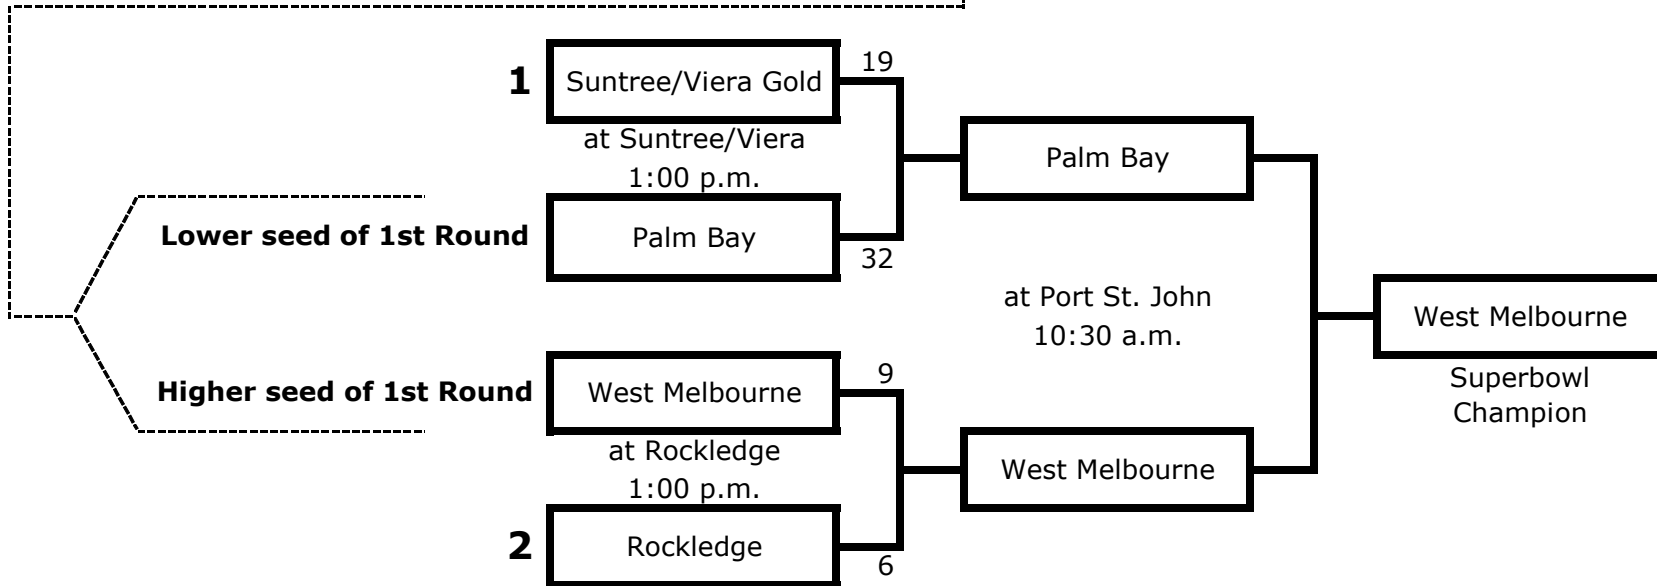 19
1 Suntree/Viera Gold
at Suntree/Viera
1:00 p.m.
Lower seed of 1st Round
Palm Bay
32
Higher seed of 1st Round
West Melbourne
9
at Rockledge
1:00 p.m.
2 Rockledge
6
Palm Bay
at Port St. John
10:30 a.m.
West Melbourne
West Melbourne
Superbowl
Champion